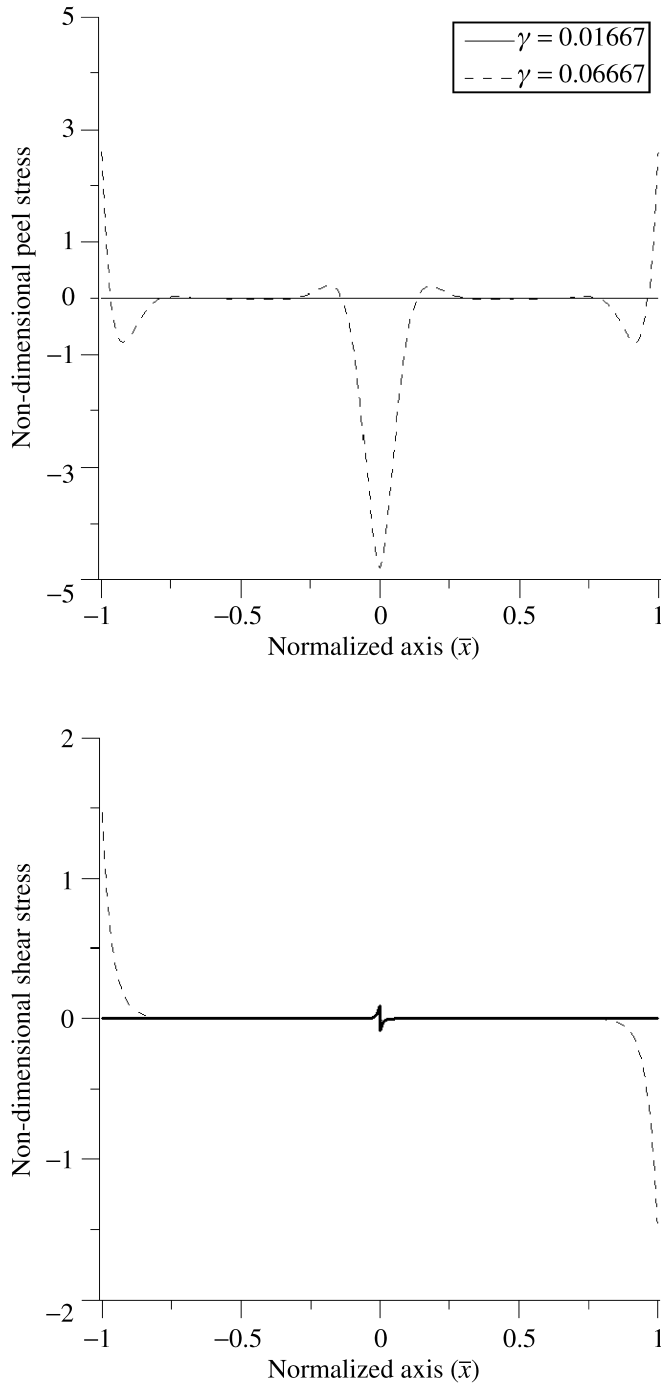 5
γ = 0.01667
γ = 0.06667
3
1
0
−1
−3
−5
Non-dimensional peel stress
−1 −0.5 0 0.5 1
Normalized axis (x̅)
2
1
0
−1
−2
Non-dimensional shear stress
−1 −0.5 0 0.5 1
Normalized axis (x̅)